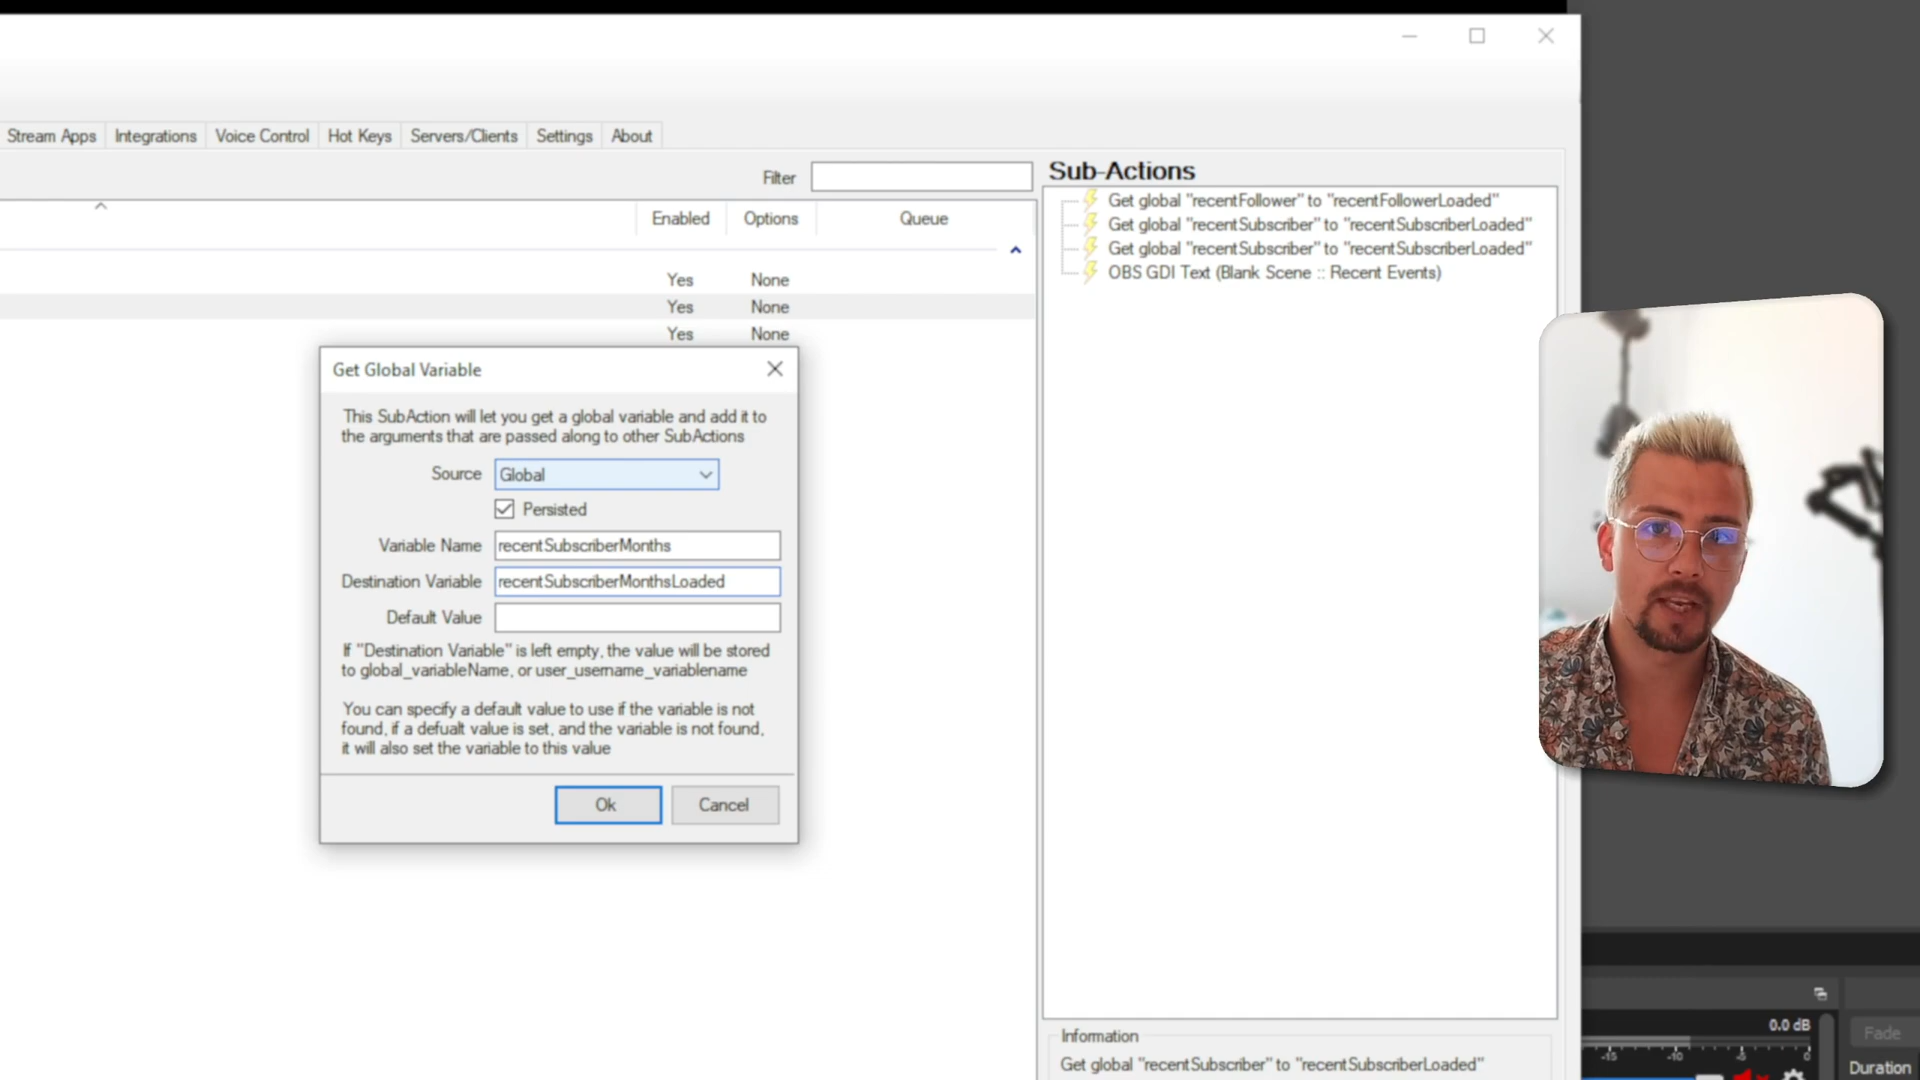 Stream Apps
Integrations
Voice Control
Hot Keys
Servers/Clients
Settings
About
Filter
Sub-Actions
Enabled
Options
Queue
Yes
None
Yes
None
Yes
None
Get global "recentFollower" to "recentFollowerLoaded"
Get global "recentSubscriber" to "recentSubscriberLoaded"
Get global "recentSubscriber" to "recentSubscriberLoaded"
OBS GDI Text (Blank Scene :: Recent Events)
Get Global Variable
This SubAction will let you get a global variable and add it to
the arguments that are passed along to other SubActions
Source
Global
Persisted
Variable Name
recentSubscriberMonths
Destination Variable
recentSubscriberMonthsLoaded
Default Value
If "Destination Variable" is left empty, the value will be stored
to global_variableName, or user_username_variablename
You can specify a default value to use if the variable is not
found, if a defualt value is set, and the variable is not found,
it will also set the variable to this value
Ok
Cancel
Information
Get global "recentSubscriber" to "recentSubscriberLoaded"
0.0 dB
-15
-10
-5
0
Fade
Duration